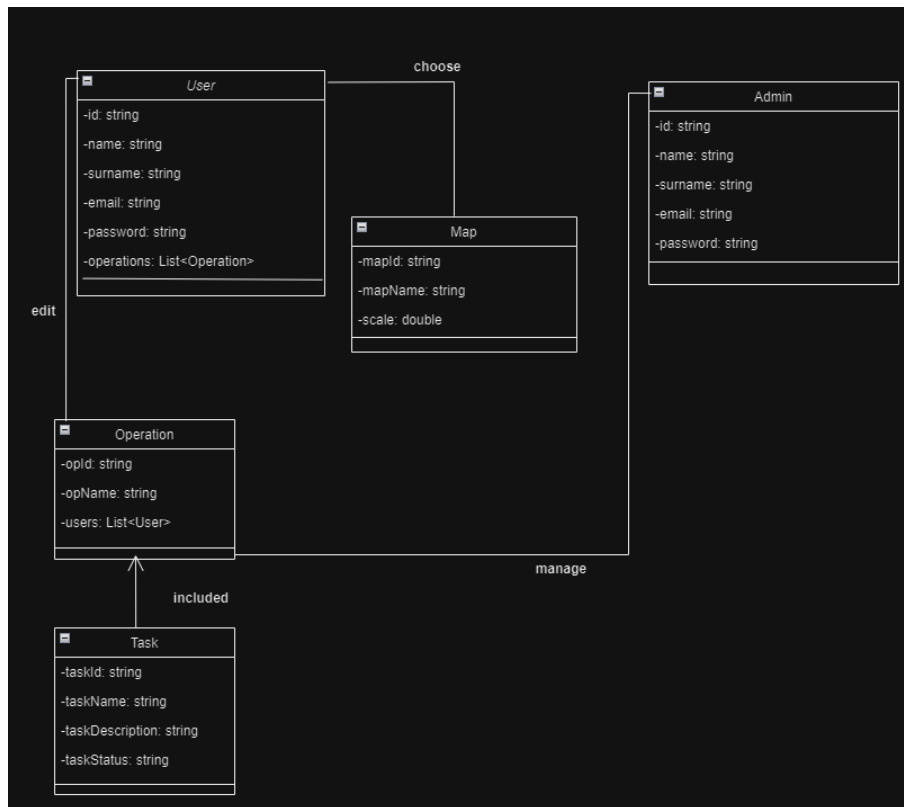 choose
User
-id: string
-name: string
-surname: string
-email: string
-password: string
-operations: List<Operation>
Admin
-id: string
-name: string
-surname: string
-email: string
-password: string
Map
-mapId: string
-mapName: string
-scale: double
edit
Operation
-opId: string
-opName: string
-users: List<User>
manage
included
Task
-taskId: string
-taskName: string
-taskDescription: string
-taskStatus: string